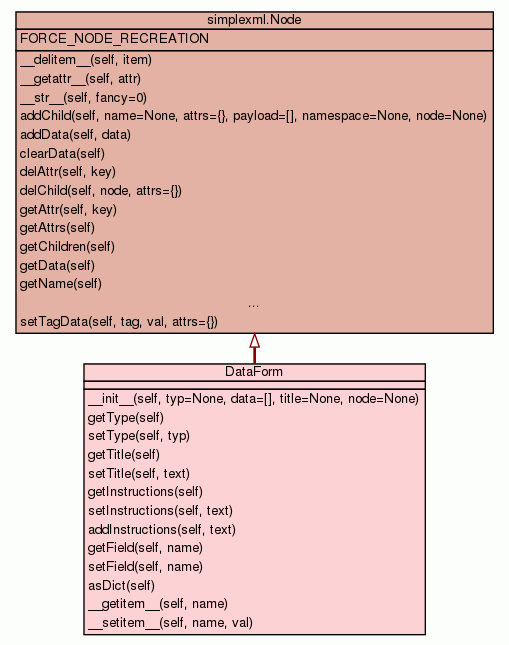 simplexml.Node
FORCE_NODE_RECREATION
__delitem__(self, item)
__getattr__(self, attr)
__str__(self, fancy=0)
addChild(self, name=None, attrs={}, payload=[], namespace=None, node=None)
addData(self, data)
clearData(self)
delAttr(self, key)
delChild(self, node, attrs={})
getAttr(self, key)
getAttrs(self)
getChildren(self)
getData(self)
getName(self)
...
setTagData(self, tag, val, attrs={})
DataForm
__init__(self, typ=None, data=[], title=None, node=None)
getType(self)
setType(self, typ)
getTitle(self)
setTitle(self, text)
getInstructions(self)
setInstructions(self, text)
addInstructions(self, text)
getField(self, name)
setField(self, name)
asDict(self)
__getitem__(self, name)
__setitem__(self, name, val)